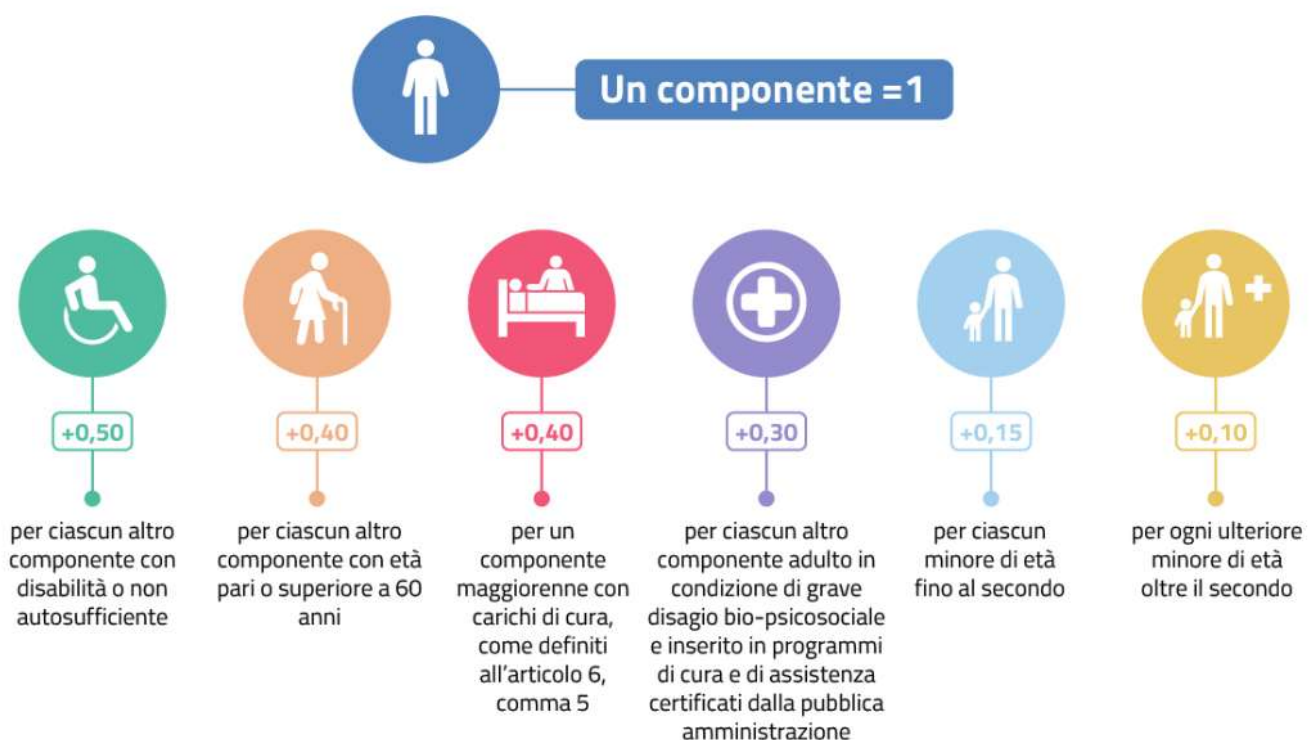 Un componente =1
+0,50
per ciascun altro
componente con
disabilità o non
autosufficiente
+0,40
per ciascun altro
componente con età
pari o superiore a 60
anni
+0,40
per un
componente
maggiorenne con
carichi di cura,
come definiti
all'articolo 6,
comma 5
+0,30
per ciascun altro
componente adulto in
condizione di grave
disagio bio-psicosociale
e inserito in programmi
di cura e di assistenza
certificati dalla pubblica
amministrazione
+0,15
per ciascun
minore di età
fino al secondo
+0,10
per ogni ulteriore
minore di età
oltre il secondo